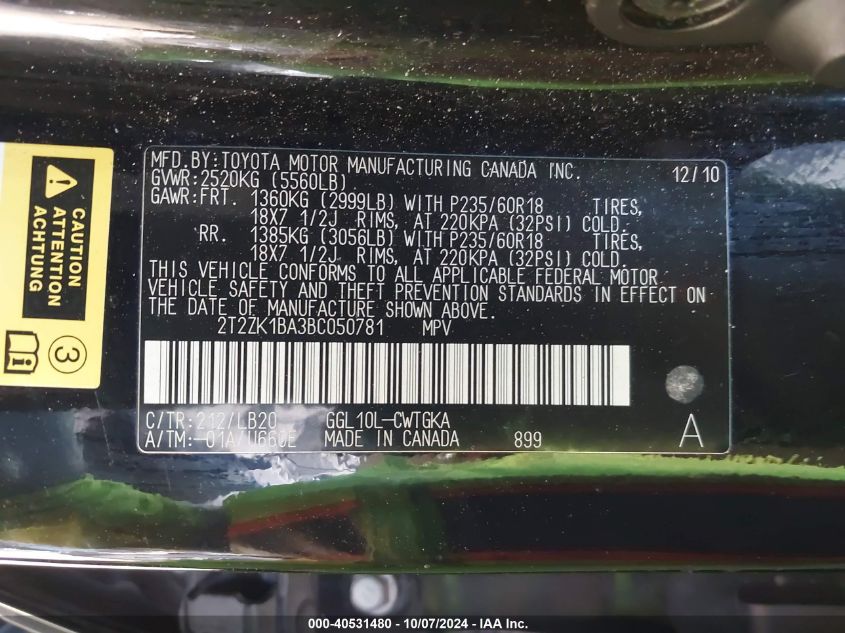 MFD.BY:TOYOTA MOTOR MANUFACTURING CANADA INC. 12/10
GVWR:2520KG (5560LB)
GAWR:FRT. 1360KG (2999LB) WITH P235/60R18 TIRES,
18X7 1/2J RIMS, AT 220KPA (32PSI) COLD.
RR. 1385KG (3056LB) WITH P235/60R18 TIRES,
18X7 1/2J RIMS, AT 220KPA (32PSI) COLD.
THIS VEHICLE CONFORMS TO ALL APPLICABLE FEDERAL MOTOR
VEHICLE SAFETY AND THEFT PREVENTION STANDARDS IN EFFECT ON
THE DATE OF MANUFACTURE SHOWN ABOVE.
2T2ZK1BA3BC050781 MPV
C/TR:212/LB20 GGL10L-CWTGKA
A/TM:-01A/U660E MADE IN CANADA 899 A
CAUTION
ATTENTION
ACHTUNG
3
000-40531480 - 10/07/2024 - IAA Inc.